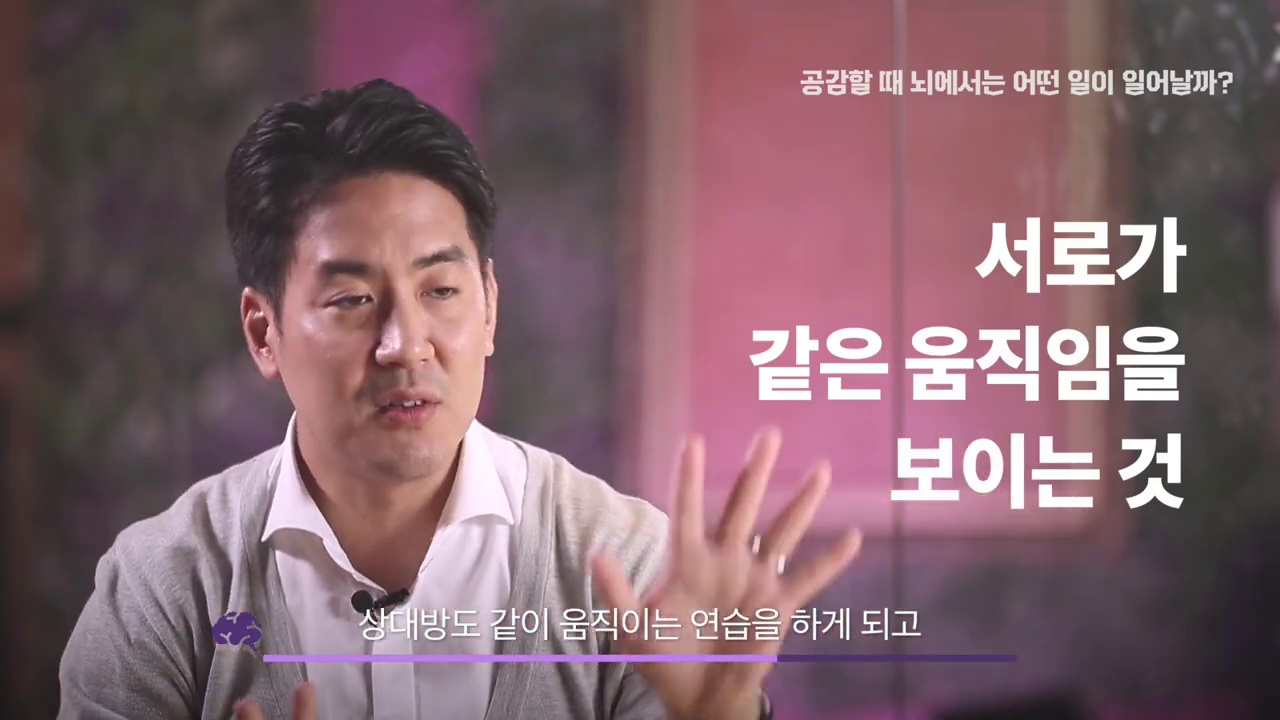 공감할 때 뇌에서는 어떤 일이 일어날까?
서로가
같은 움직임을
보이는 것
상대방도 같이 움직이는 연습을 하게 되고